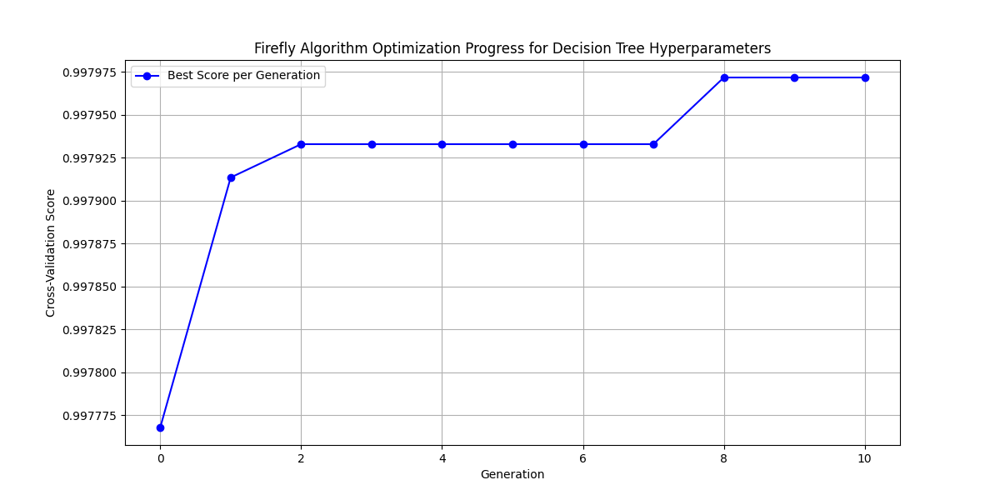 Firefly Algorithm Optimization Progress for Decision Tree Hyperparameters
Best Score per Generation
Cross-Validation Score
0.997975
0.997950
0.997925
0.997900
0.997875
0.997850
0.997825
0.997800
0.997775
0 2 4 6 8 10
Generation